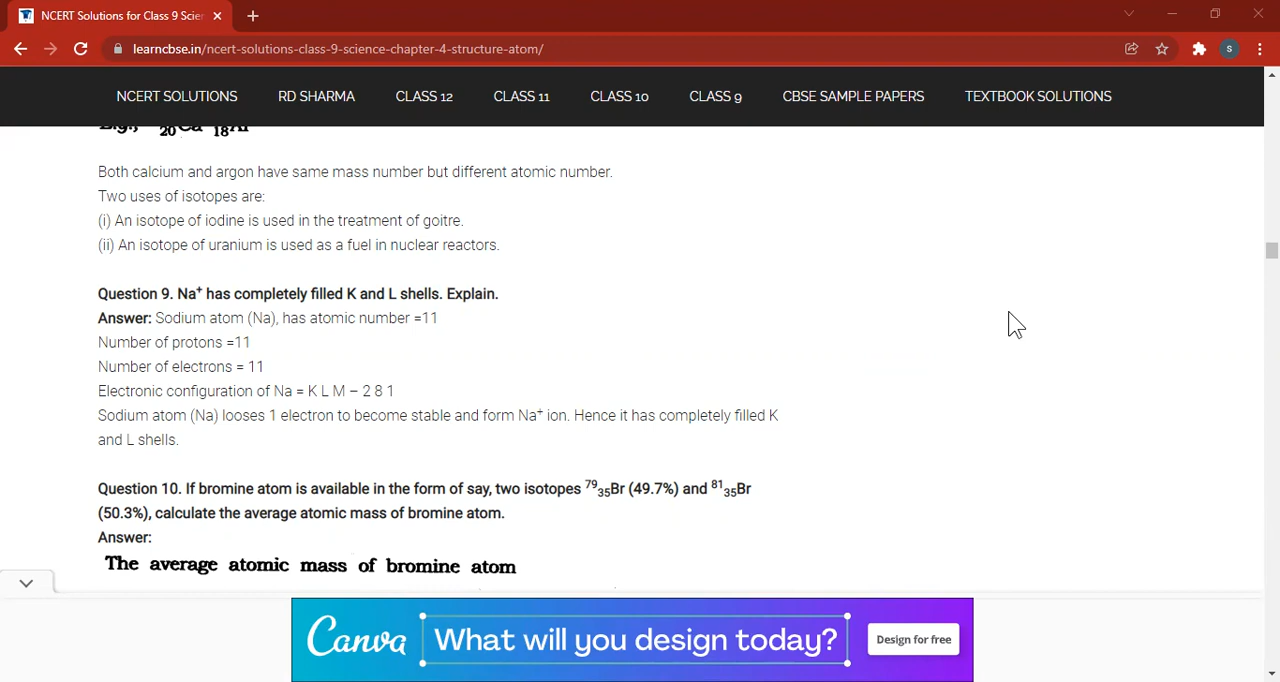 NCERT Solutions for Class 9 Scie
learncbse.in/ncert-solutions-class-9-science-chapter-4-structure-atom/
S
NCERT SOLUTIONS RD SHARMA CLASS 12 CLASS 11 CLASS 10 CLASS 9 CBSE SAMPLE PAPERS TEXTBOOK SOLUTIONS
E.g., ₂₀Ca ₁₈Ar
Both calcium and argon have same mass number but different atomic number.
Two uses of isotopes are:
(i) An isotope of iodine is used in the treatment of goitre.
(ii) An isotope of uranium is used as a fuel in nuclear reactors.
Question 9. Na⁺ has completely filled K and L shells. Explain.
Answer: Sodium atom (Na), has atomic number =11
Number of protons =11
Number of electrons = 11
Electronic configuration of Na = K L M – 2 8 1
Sodium atom (Na) looses 1 electron to become stable and form Na⁺ ion. Hence it has completely filled K
and L shells.
Question 10. If bromine atom is available in the form of say, two isotopes ⁷⁹₃₅Br (49.7%) and ⁸¹₃₅Br
(50.3%), calculate the average atomic mass of bromine atom.
Answer:
The average atomic mass of bromine atom
Canva What will you design today? Design for free